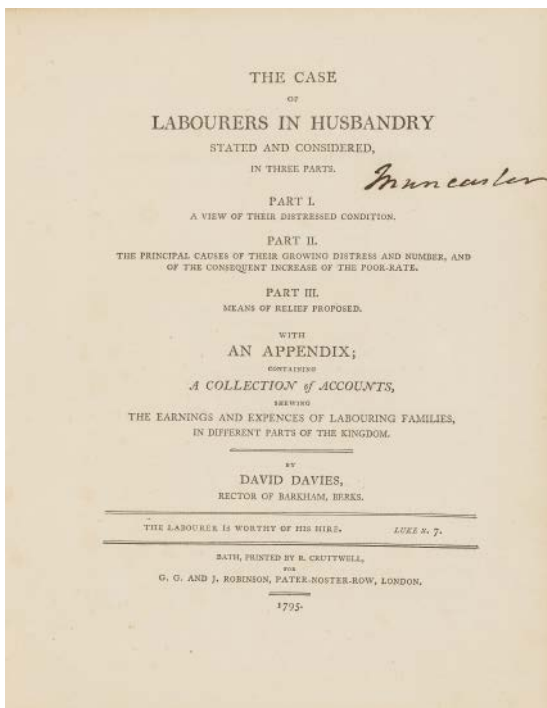 THE CASE
OF
LABOURERS IN HUSBANDRY
STATED AND CONSIDERED,
IN THREE PARTS.
Muncaster
PART I.
A VIEW OF THEIR DISTRESSED CONDITION.
PART II.
THE PRINCIPAL CAUSES OF THEIR GROWING DISTRESS AND NUMBER, AND
OF THE CONSEQUENT INCREASE OF THE POOR-RATE.
PART III.
MEANS OF RELIEF PROPOSED.
WITH
AN APPENDIX;
CONTAINING
A COLLECTION of ACCOUNTS,
SHEWING
THE EARNINGS AND EXPENCES OF LABOURING FAMILIES,
IN DIFFERENT PARTS OF THE KINGDOM.
BY
DAVID DAVIES,
RECTOR OF BARKHAM, BERKS.
THE LABOURER IS WORTHY OF HIS HIRE. LUKE x. 7.
BATH, PRINTED BY R. CRUTTWELL,
FOR
G. G. AND J. ROBINSON, PATER-NOSTER-ROW, LONDON.
1795.